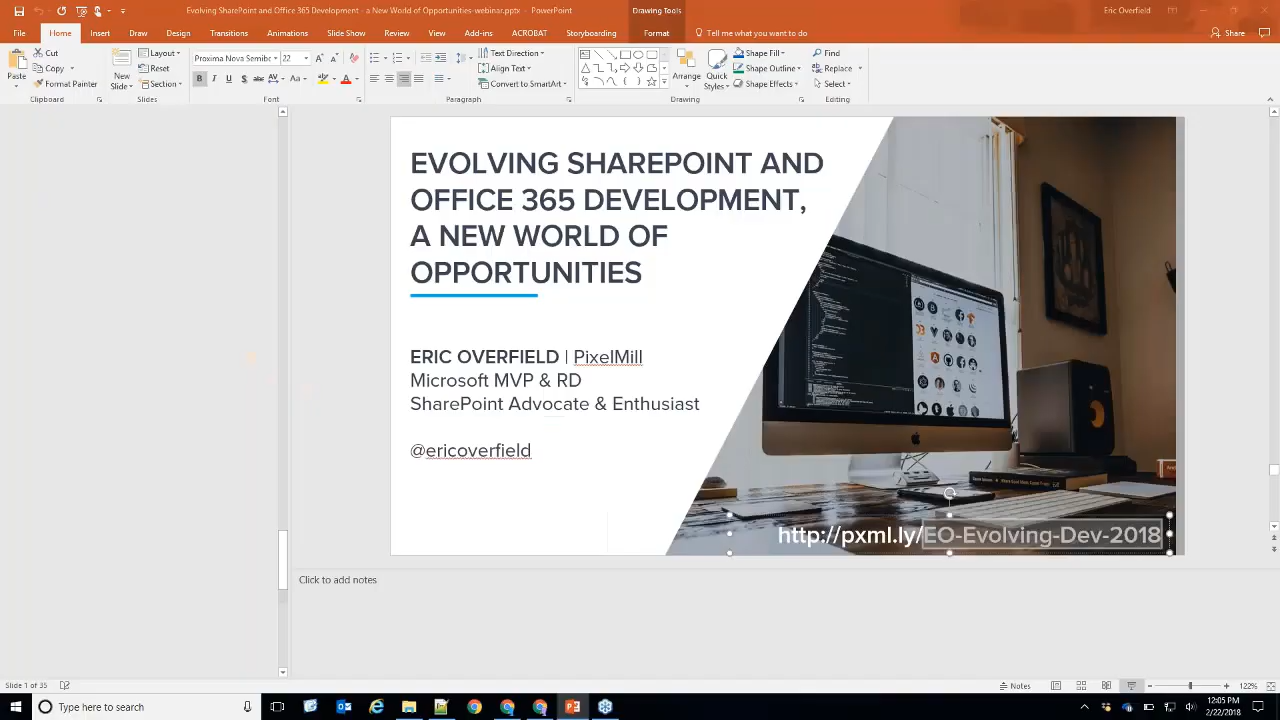 Evolving SharePoint and Office 365 Development - a New World of Opportunities-webinar.pptx - PowerPoint
Drawing Tools
Eric Overfield
File Home Insert Draw Design Transitions Animations Slide Show Review View Add-ins ACROBAT Storyboarding Format Tell me what you want to do Share
Paste
Cut
Copy
Format Painter
Clipboard
New
Slide
Layout
Reset
Section
Slides
Proxima Nova Semibo 22
Font
Paragraph
Text Direction
Align Text
Convert to SmartArt
Arrange
Quick
Styles
Shape Fill
Shape Outline
Shape Effects
Drawing
Find
Replace
Select
Editing
EVOLVING SHAREPOINT AND
OFFICE 365 DEVELOPMENT,
A NEW WORLD OF
OPPORTUNITIES
ERIC OVERFIELD | PixelMill
Microsoft MVP & RD
SharePoint Advocate & Enthusiast
@ericoverfield
http://pxml.ly/EO-Evolving-Dev-2018
Click to add notes
Slide 1 of 35
Notes
122%
Type here to search
12:05 PM
2/22/2018